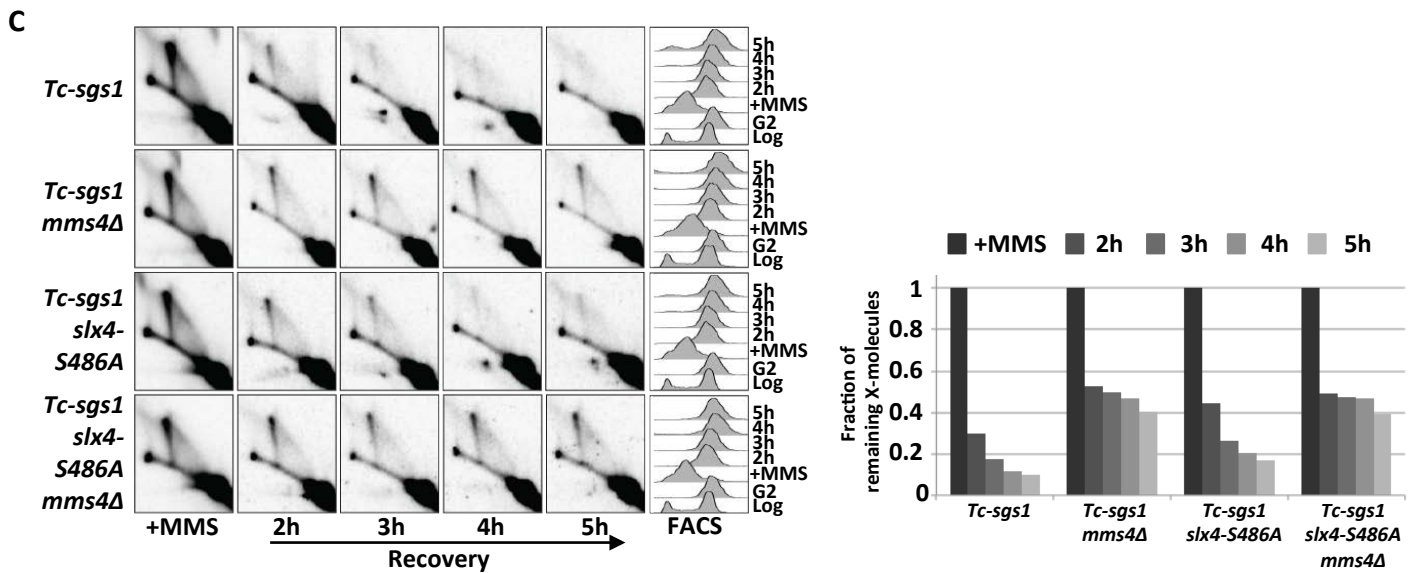 C
Tc-sgs1
5h
4h
3h
2h
+MMS
G2
Log
Tc-sgs1
mms4Δ
5h
4h
3h
2h
+MMS
G2
Log
Tc-sgs1
slx4-
S486A
5h
4h
3h
2h
+MMS
G2
Log
Tc-sgs1
slx4-
S486A
mms4Δ
5h
4h
3h
2h
+MMS
G2
Log
+MMS 2h 3h 4h 5h FACS
Recovery
+MMS 2h 3h 4h 5h
Fraction of
remaining X-molecules
1
0.8
0.6
0.4
0.2
0
Tc-sgs1
Tc-sgs1
mms4Δ
Tc-sgs1
slx4-S486A
Tc-sgs1
slx4-S486A
mms4Δ